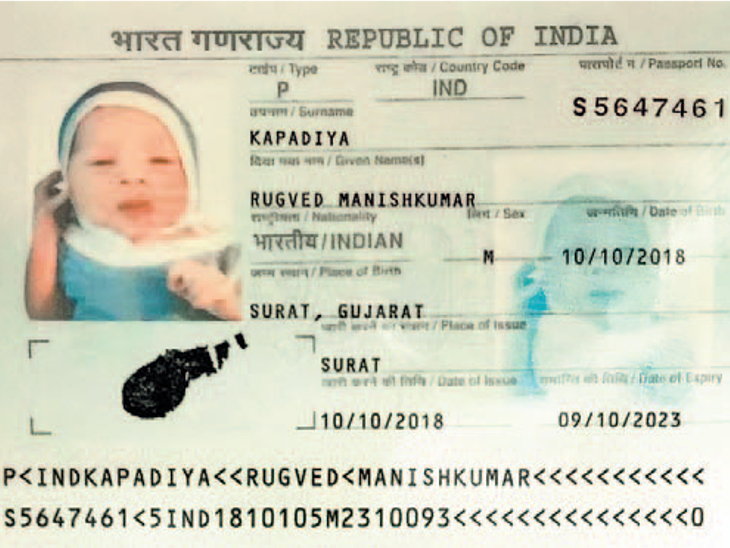 भारत गणराज्य REPUBLIC OF INDIA
टाईप / Type राष्ट्र कोड / Country Code पासपोर्ट न / Passport No.
P IND S5647461
उपनाम / Surname
KAPADIYA
दिया गया नाम / Given Name(s)
RUGVED MANISHKUMAR
राष्ट्रीयता / Nationality लिंग / Sex जन्मतिथि / Date of Birth
भारतीय/INDIAN M 10/10/2018
जन्म स्थान / Place of Birth
SURAT, GUJARAT
जारी करने का स्थान / Place of Issue
SURAT
जारी करने की तिथि / Date of Issue समाप्ति की तिथि / Date of Expiry
10/10/2018 09/10/2023
P<INDKAPADIYA<<RUGVED<MANISHKUMAR<<<<<<<<<<<
S5647461<5IND1810105M2310093<<<<<<<<<<<<<<<0